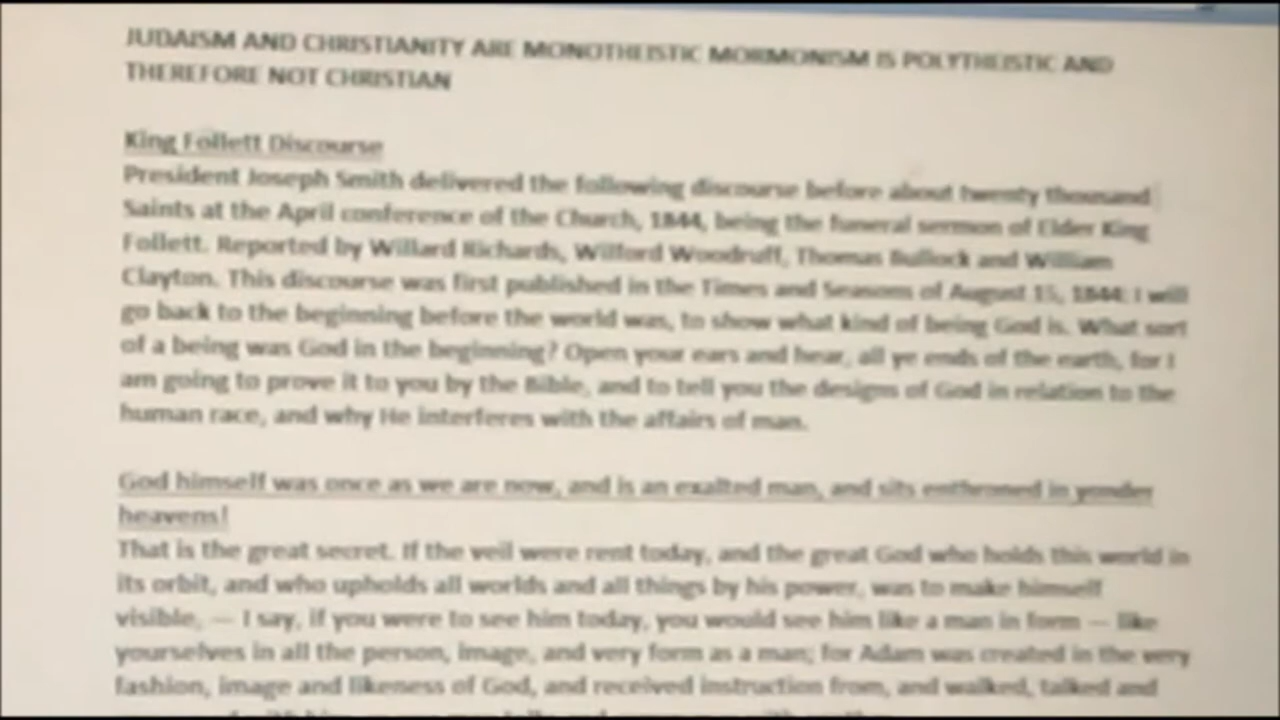 JUDAISM AND CHRISTIANITY ARE MONOTHEISTIC MORMONISM IS POLYTHEISTIC AND
THEREFORE NOT CHRISTIAN
King Follett Discourse
President Joseph Smith delivered the following discourse before about twenty thousand
Saints at the April conference of the Church, 1844, being the funeral sermon of Elder King
Follett. Reported by Willard Richards, Wilford Woodruff, Thomas Bullock and William
Clayton. This discourse was first published in the Times and Seasons of August 15, 1844: I will
go back to the beginning before the world was, to show what kind of being God is. What sort
of a being was God in the beginning? Open your ears and hear, all ye ends of the earth, for I
am going to prove it to you by the Bible, and to tell you the designs of God in relation to the
human race, and why He interferes with the affairs of man.
God himself was once as we are now, and is an exalted man, and sits enthroned in yonder
heavens!
That is the great secret. If the veil were rent today, and the great God who holds this world in
its orbit, and who upholds all worlds and all things by his power, was to make himself
visible, — I say, if you were to see him today, you would see him like a man in form — like
yourselves in all the person, image, and very form as a man; for Adam was created in the very
fashion, image and likeness of God, and received instruction from, and walked, talked and